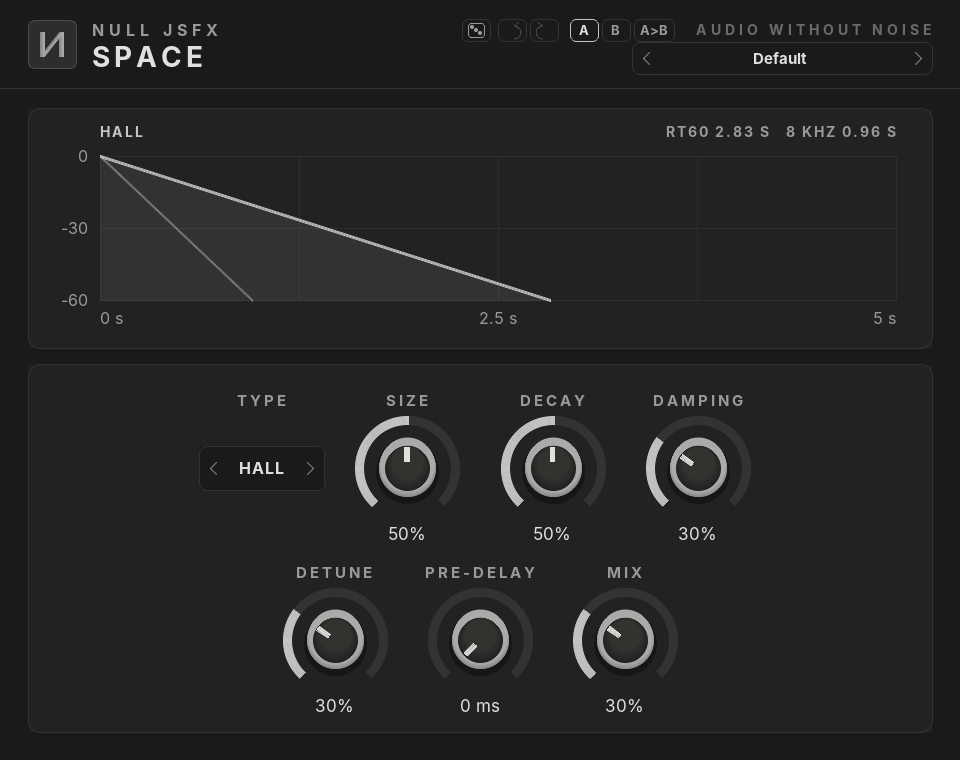 NULL JSFX
SPACE
A B A>B
AUDIO WITHOUT NOISE
Default
HALL
RT60 2.83 S 8 KHZ 0.96 S
0
-30
-60
0 s 2.5 s 5 s
TYPE SIZE DECAY DAMPING
HALL
50% 50% 30%
DETUNE PRE-DELAY MIX
30% 0 ms 30%